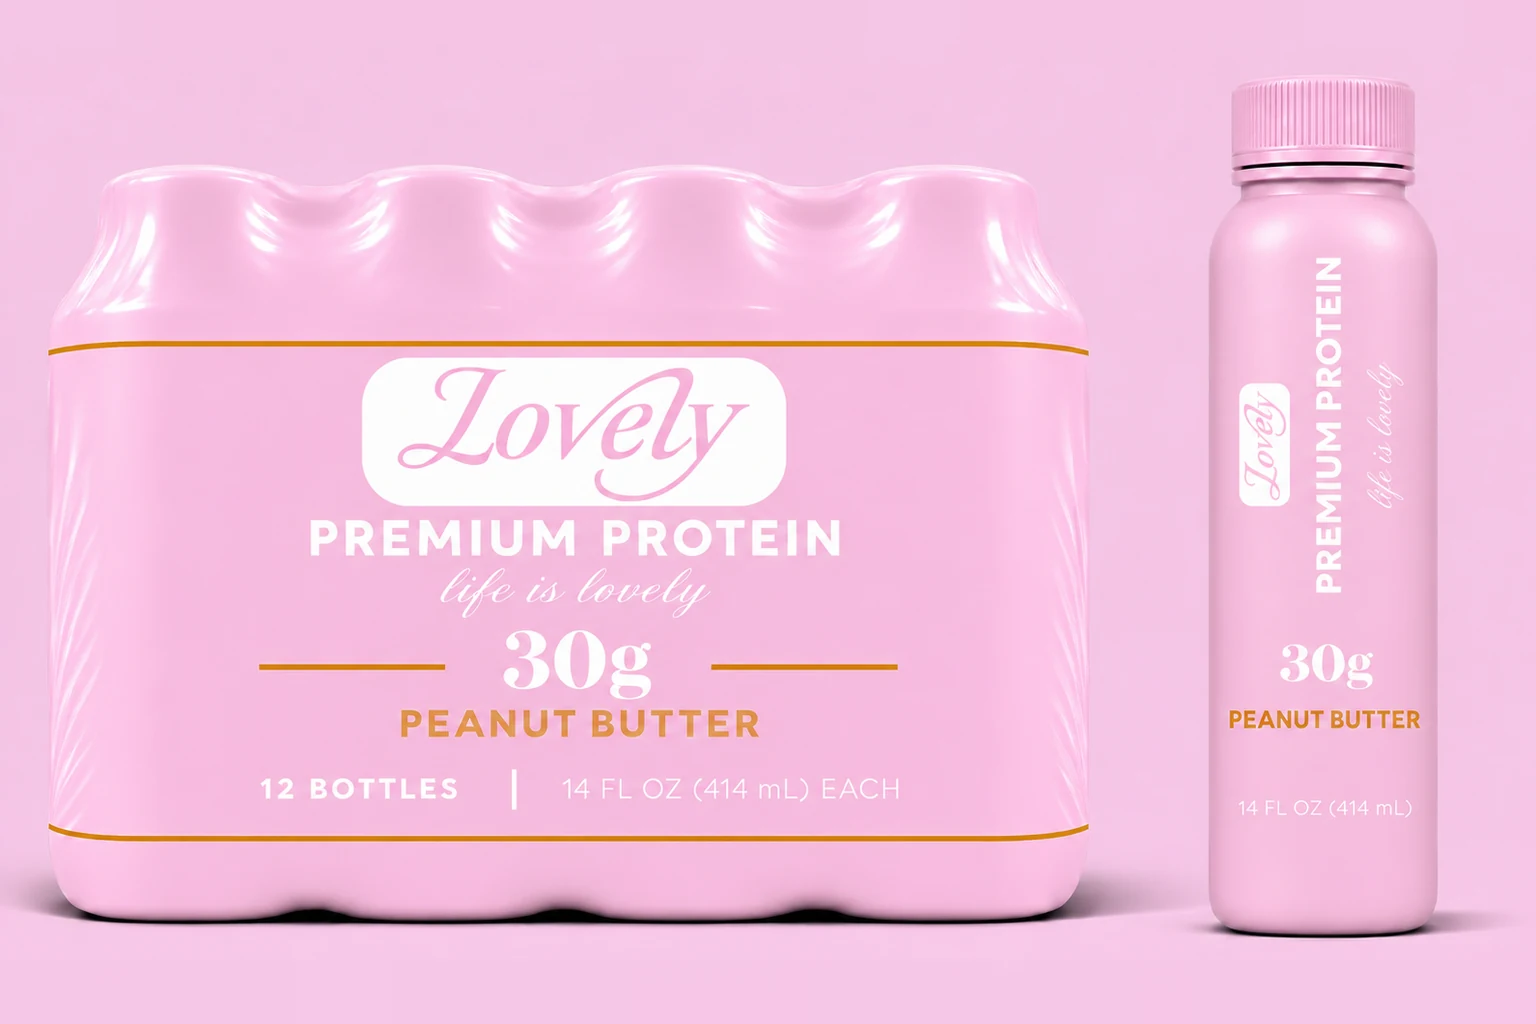 Lovely
PREMIUM PROTEIN
life is lovely
30g
PEANUT BUTTER
12 BOTTLES | 14 FL OZ (414 mL) EACH
Lovely
PREMIUM PROTEIN
life is lovely
30g
PEANUT BUTTER
14 FL OZ (414 mL)